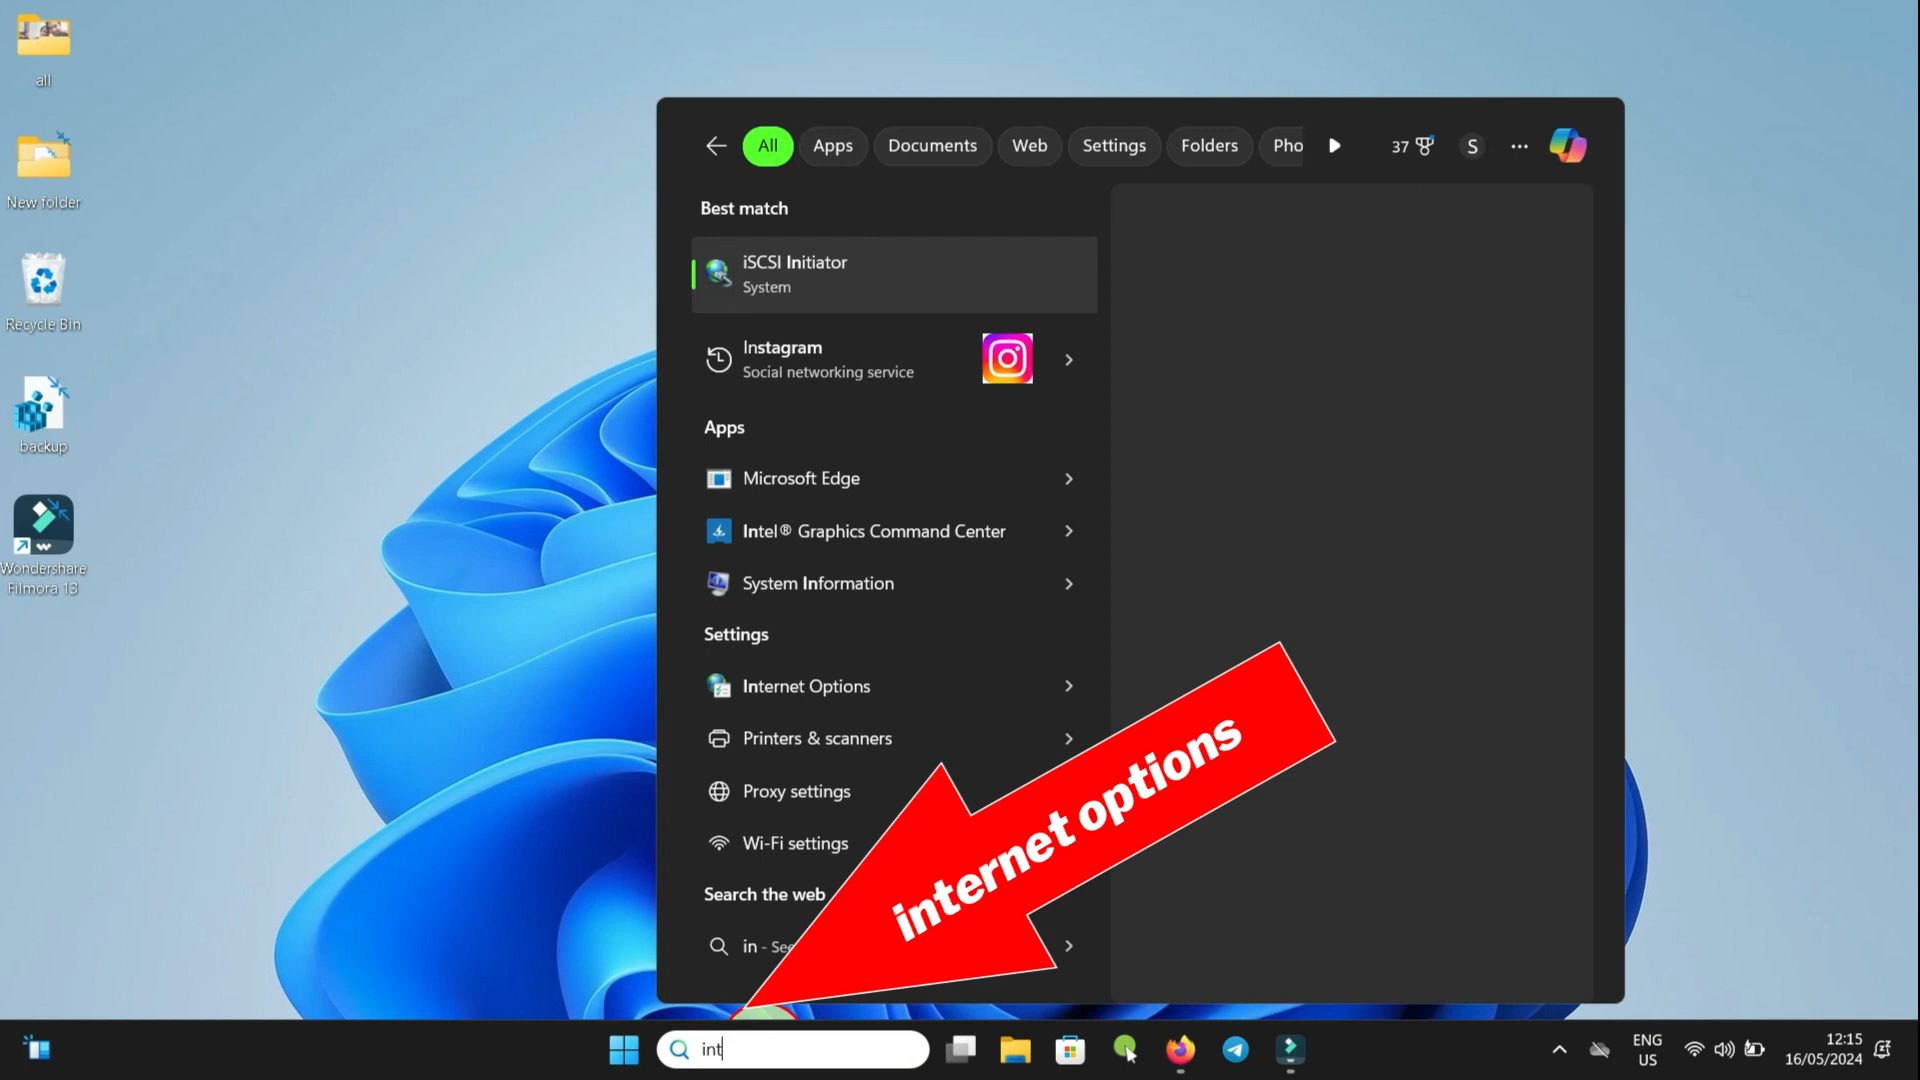 all
New folder
Recycle Bin
backup
Wondershare
Filmora 13
All
Apps
Documents
Web
Settings
Folders
Pho
37
S
Best match
iSCSI Initiator
System
Instagram
Social networking service
Apps
Microsoft Edge
Intel® Graphics Command Center
System Information
Settings
Internet Options
Printers & scanners
Proxy settings
Wi-Fi settings
Search the web
in - See
internet options
int
ENG
US
12:15
16/05/2024